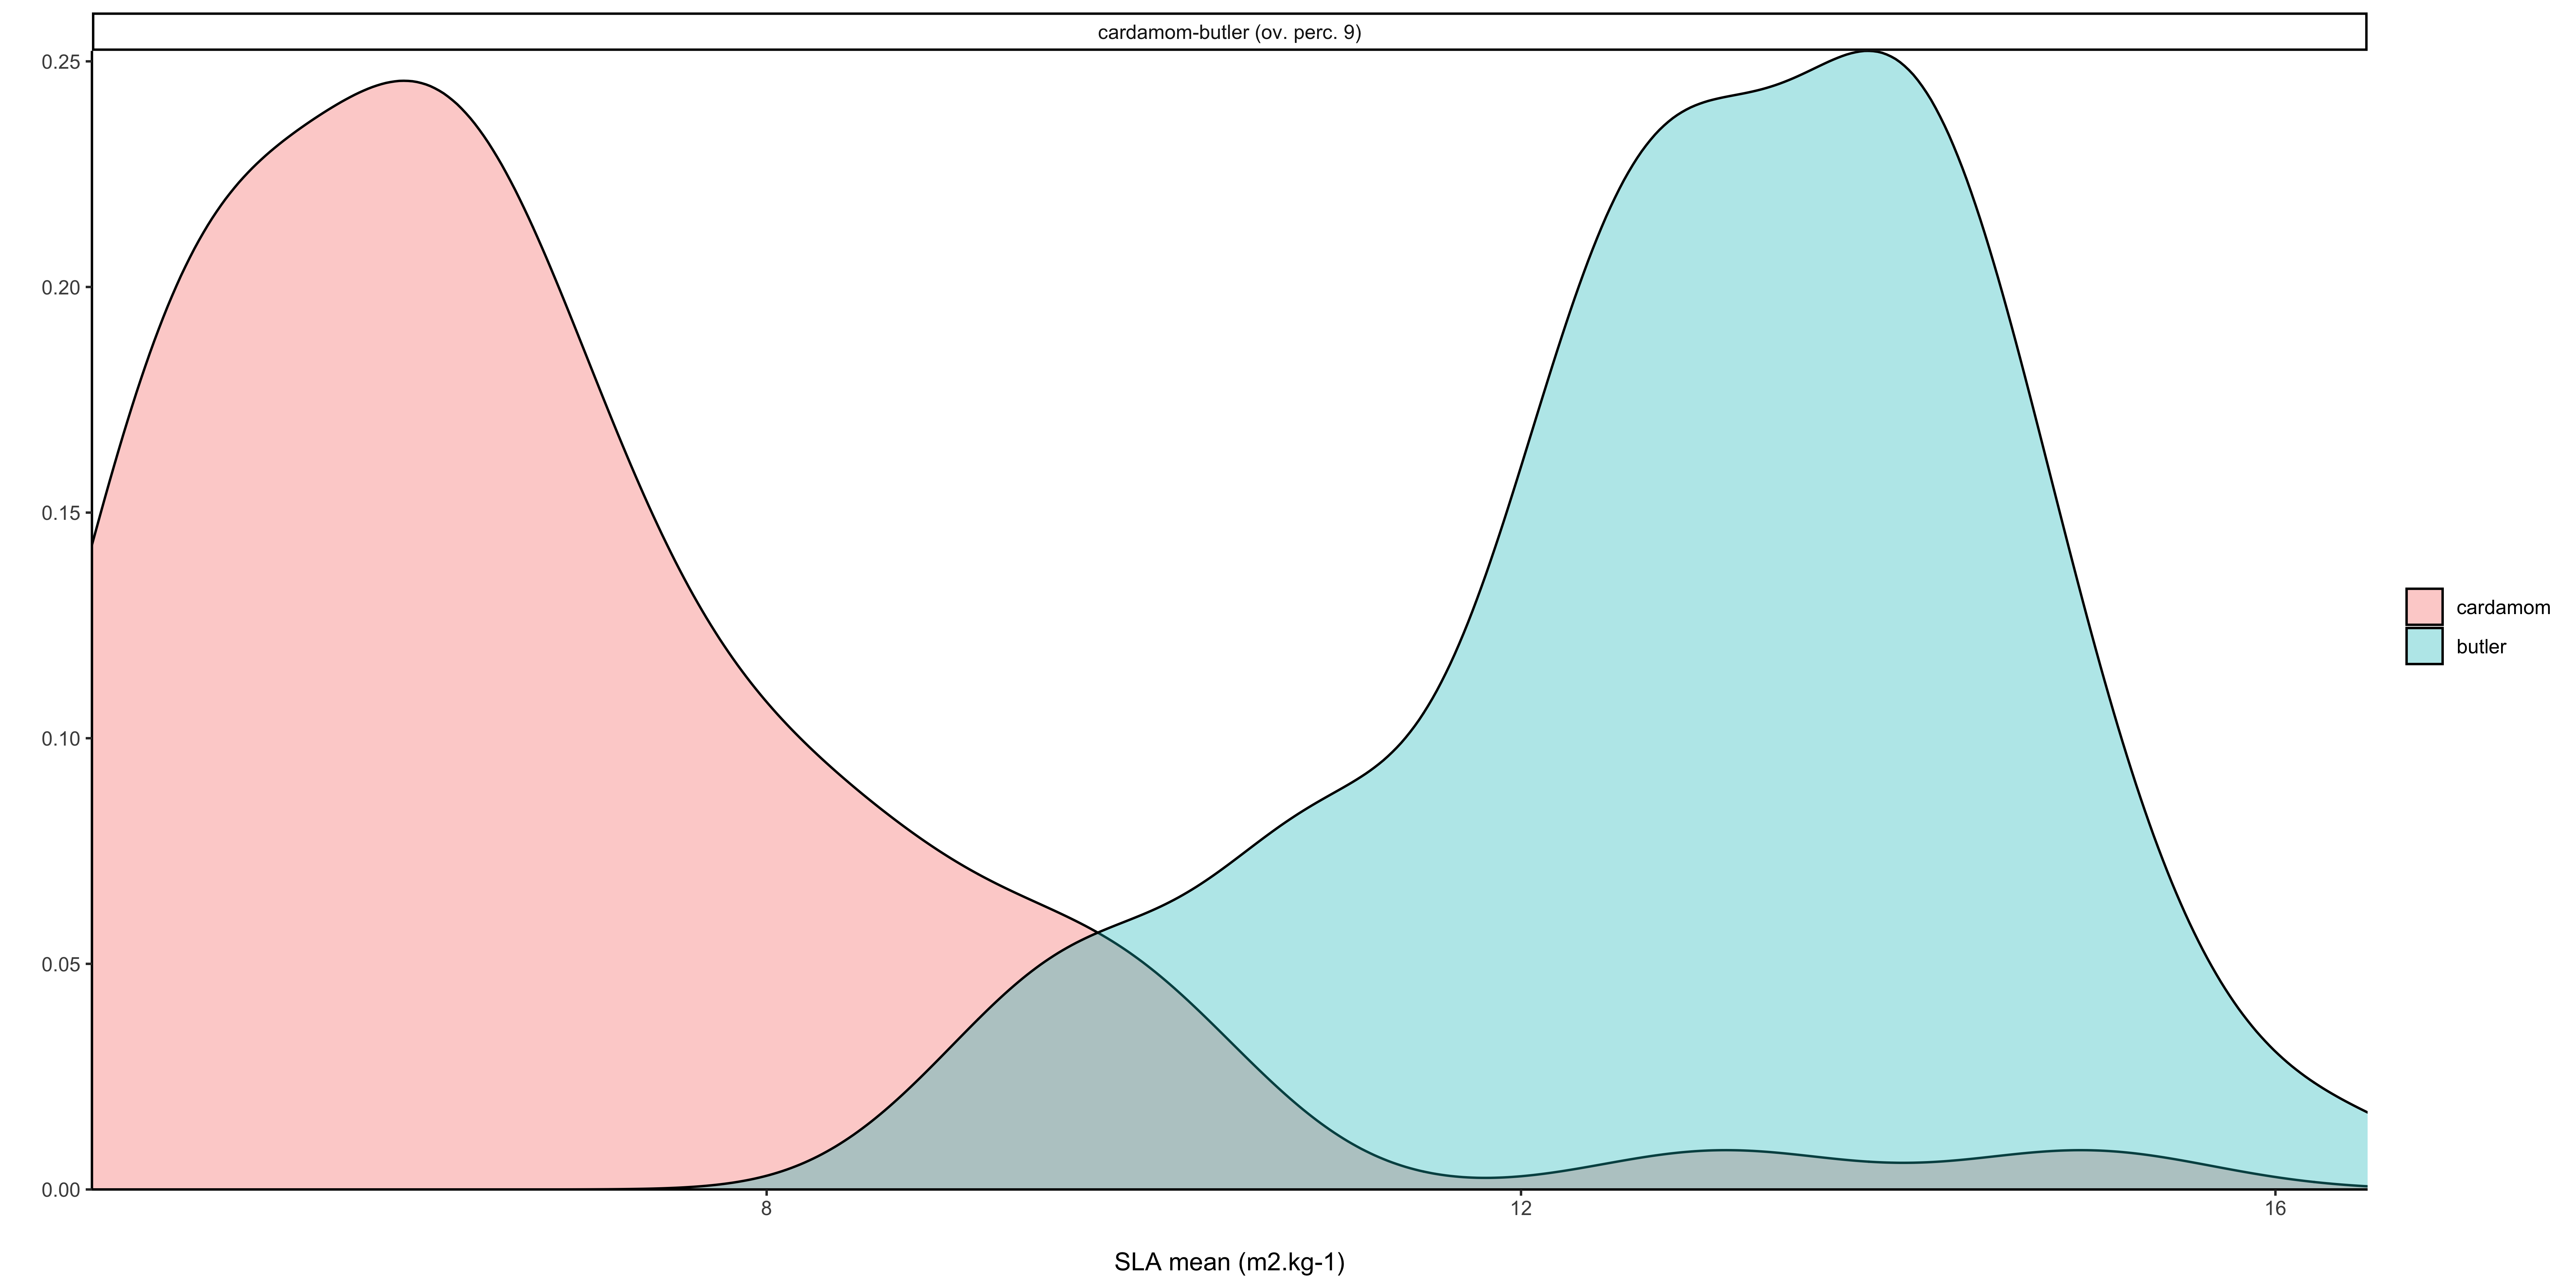 cardamom-butler (ov. perc. 9)
0.25
0.20
0.15
0.10
0.05
0.00
8 12 16
SLA mean (m2.kg-1)
cardamom
butler